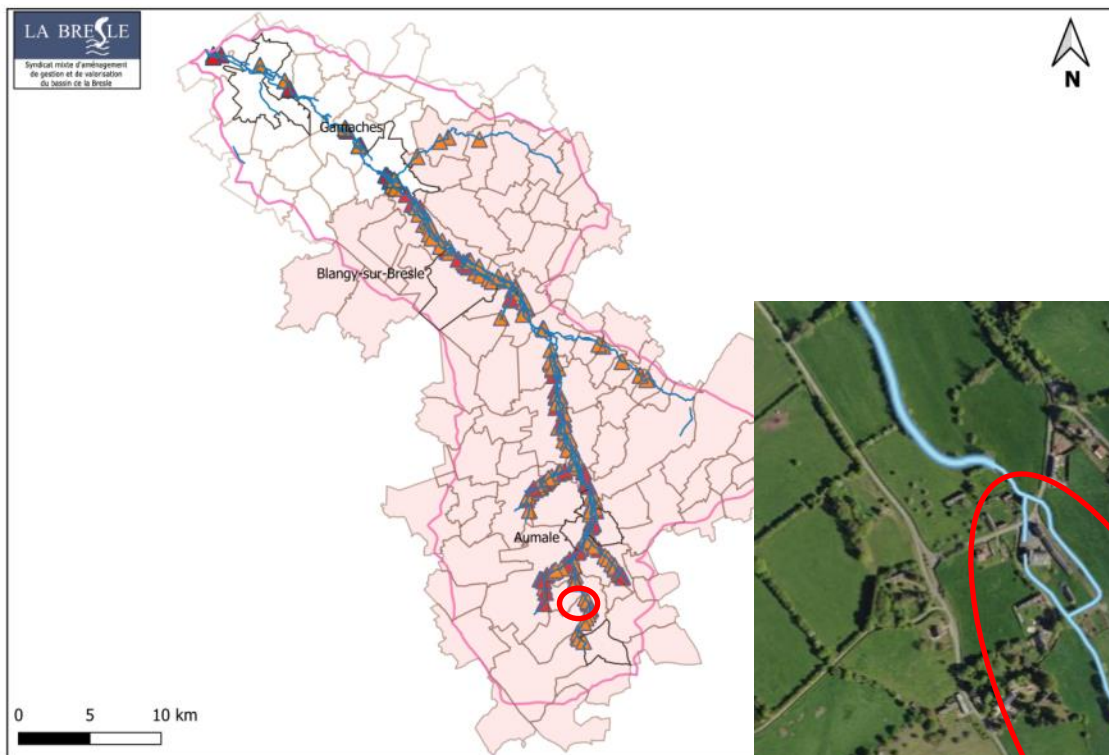 LA BRESLE
Syndicat mixte d'aménagement
de gestion et de valorisation
du bassin de la Bresle
N
Gamaches
Blangy-sur-Bresle
Aumale
0 5 10 km